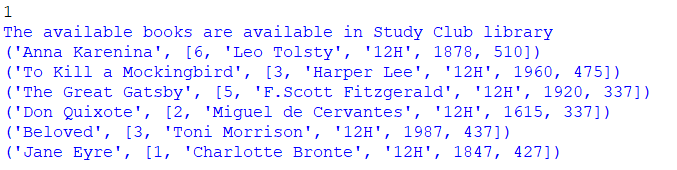 1
The available books are available in Study Club library
('Anna Karenina', [6, 'Leo Tolsty', '12H', 1878, 510])
('To Kill a Mockingbird', [3, 'Harper Lee', '12H', 1960, 475])
('The Great Gatsby', [5, 'F.Scott Fitzgerald', '12H', 1920, 337])
('Don Quixote', [2, 'Miguel de Cervantes', '12H', 1615, 337])
('Beloved', [3, 'Toni Morrison', '12H', 1987, 437])
('Jane Eyre', [1, 'Charlotte Bronte', '12H', 1847, 427])